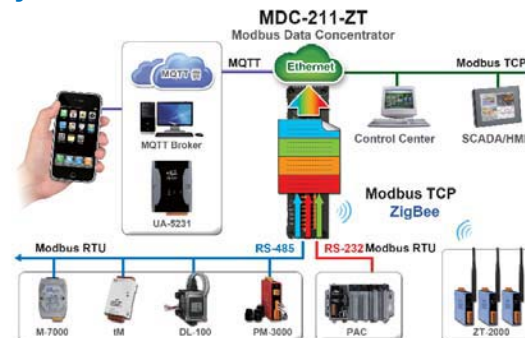 MDC-211-ZT
Modbus Data Concentrator
MQTT
Ethernet
Modbus TCP
MQTT
MQTT Broker
Control Center
SCADA/HMI
UA-5231
Modbus TCP
ZigBee
Modbus RTU
RS-485
RS-232
Modbus RTU
M-7000
tM
DL-100
PM-3000
PAC
ZT-2000